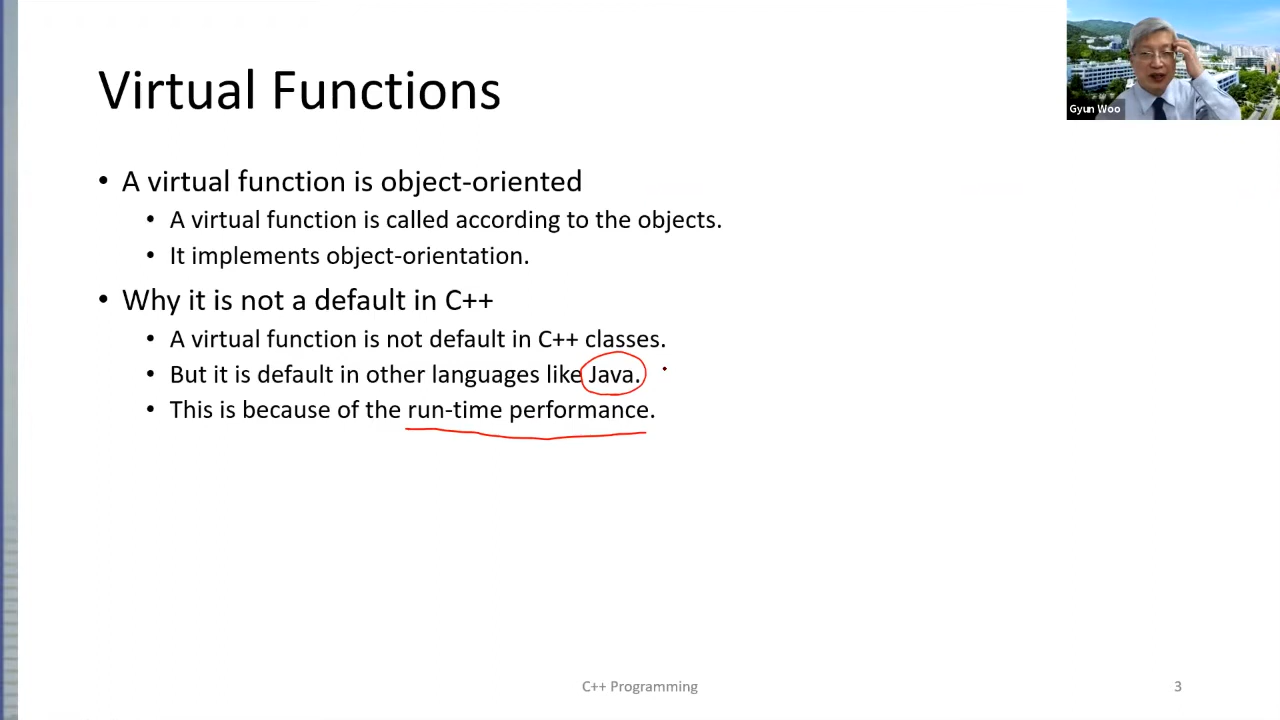 Virtual Functions
Gyun Woo
• A virtual function is object-oriented
• A virtual function is called according to the objects.
• It implements object-orientation.
• Why it is not a default in C++
• A virtual function is not default in C++ classes.
• But it is default in other languages like Java.
• This is because of the run-time performance.
C++ Programming
3